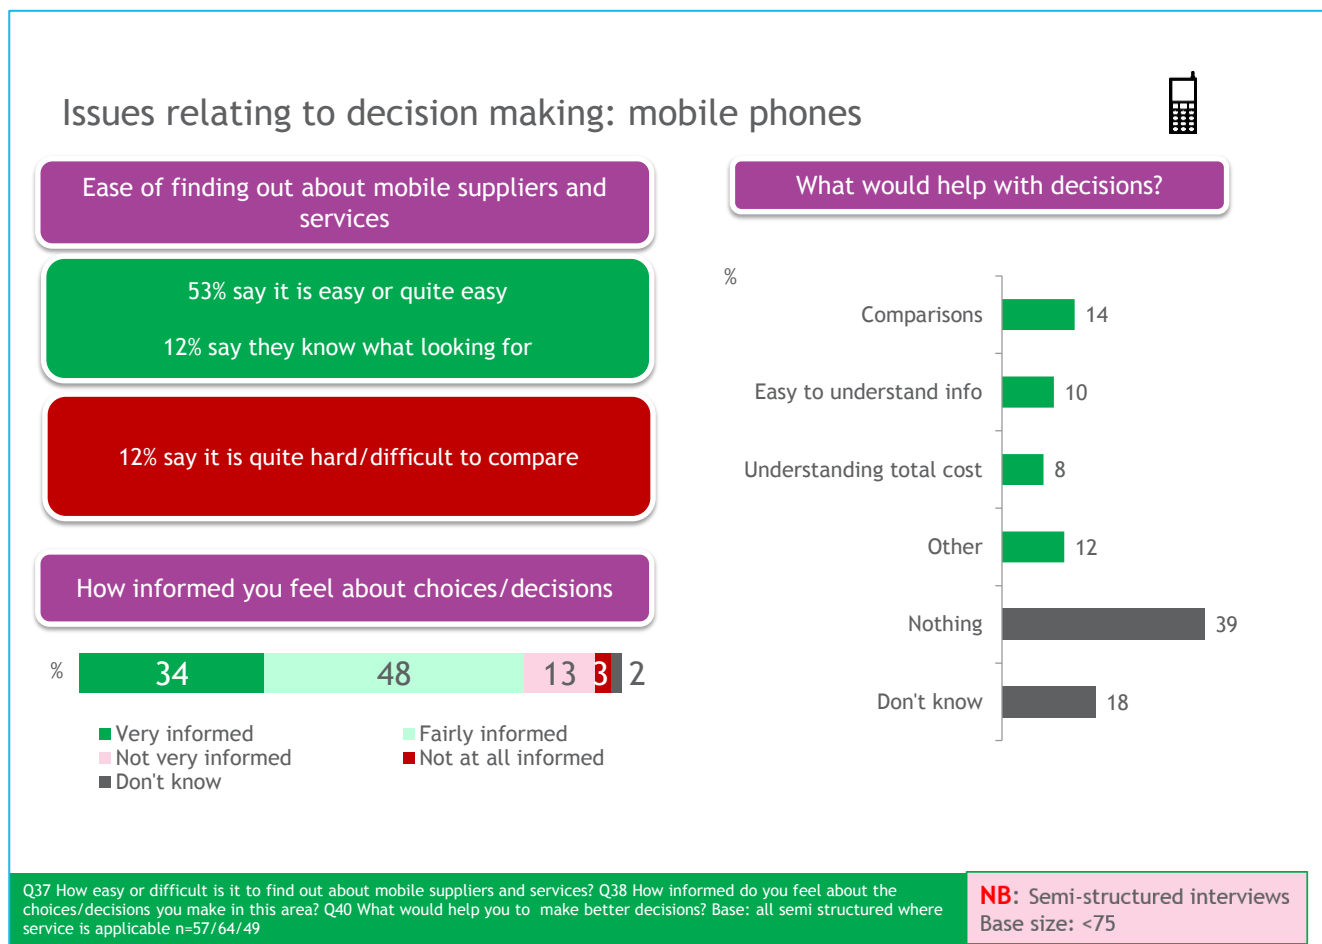 Issues relating to decision making: mobile phones
Ease of finding out about mobile suppliers and
services
53% say it is easy or quite easy
12% say they know what looking for
12% say it is quite hard/difficult to compare
How informed you feel about choices/decisions
%
34
48
13
3
2
Very informed
Fairly informed
Not very informed
Not at all informed
Don't know
What would help with decisions?
%
Comparisons
14
Easy to understand info
10
Understanding total cost
8
Other
12
Nothing
39
Don't know
18
Q37 How easy or difficult is it to find out about mobile suppliers and services? Q38 How informed do you feel about the
choices/decisions you make in this area? Q40 What would help you to  make better decisions? Base: all semi structured where
service is applicable n=57/64/49
NB: Semi-structured interviews
Base size: <75